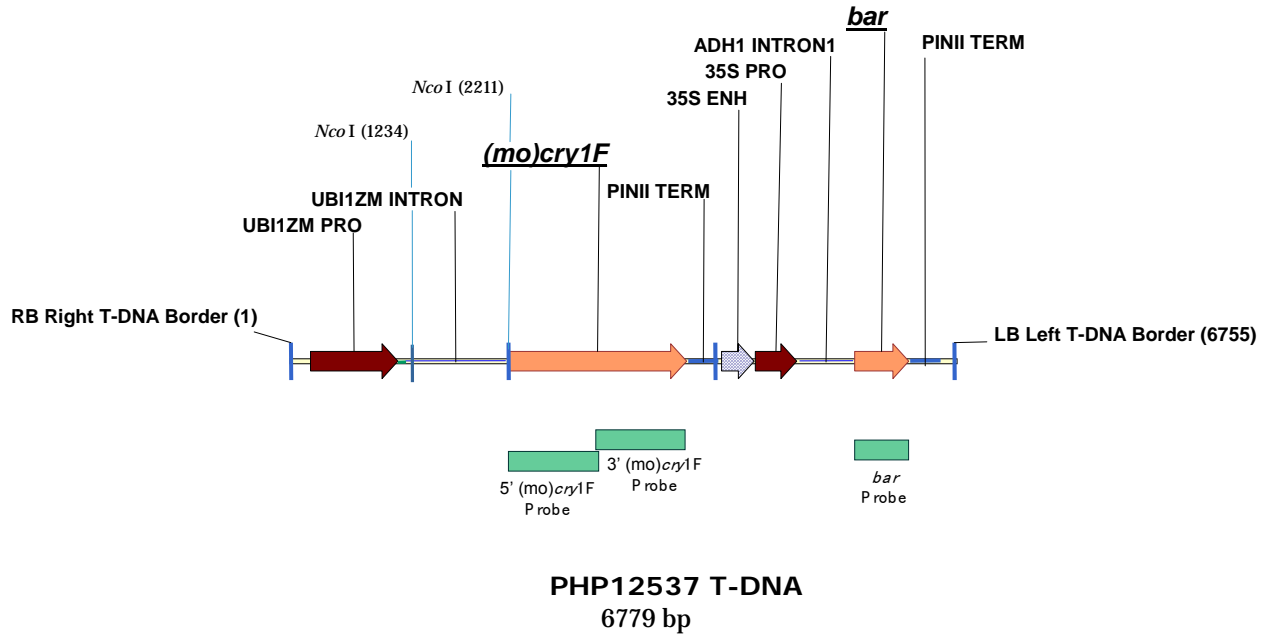 bar
ADH1 INTRON1
PINII TERM
35S PRO
NcoI (2211)
35S ENH
NcoI (1234)
(mo)cry1F
UBI1ZM INTRON
PINII TERM
UBI1ZM PRO
RB Right T-DNA Border (1)
LB Left T-DNA Border (6755)
3' (mo)cry1F
Probe
5' (mo)cry1F
Probe
bar
Probe
PHP12537 T-DNA
6779 bp